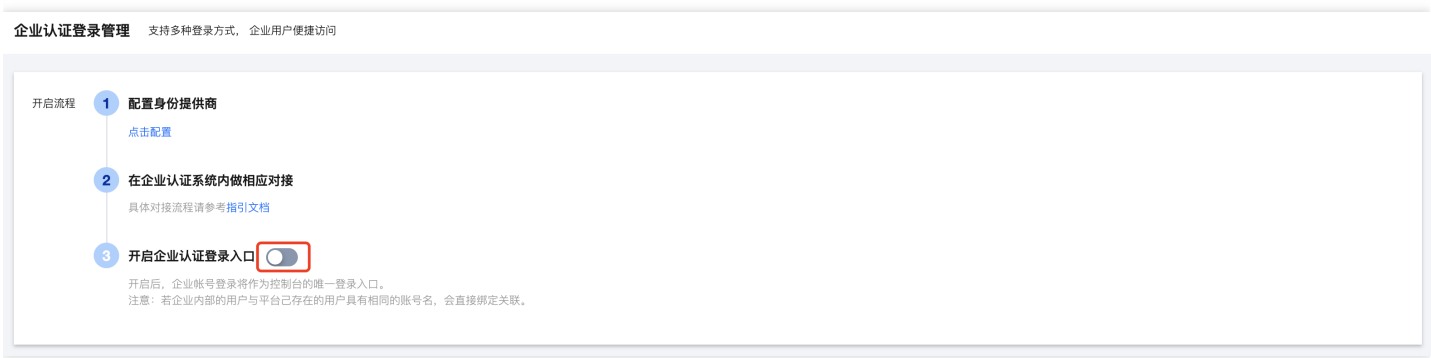 企业认证登录管理 支持多种登录方式, 企业用户便捷访问
开启流程 1 配置身份提供商
点击配置
2 在企业认证系统内做相应对接
具体对接流程请参考指引文档
3 开启企业认证登录入口
开启后，企业帐号登录将作为控制台的唯一登录入口。
注意：若企业内部的用户与平台己存在的用户具有相同的账号名，会直接绑定关联。